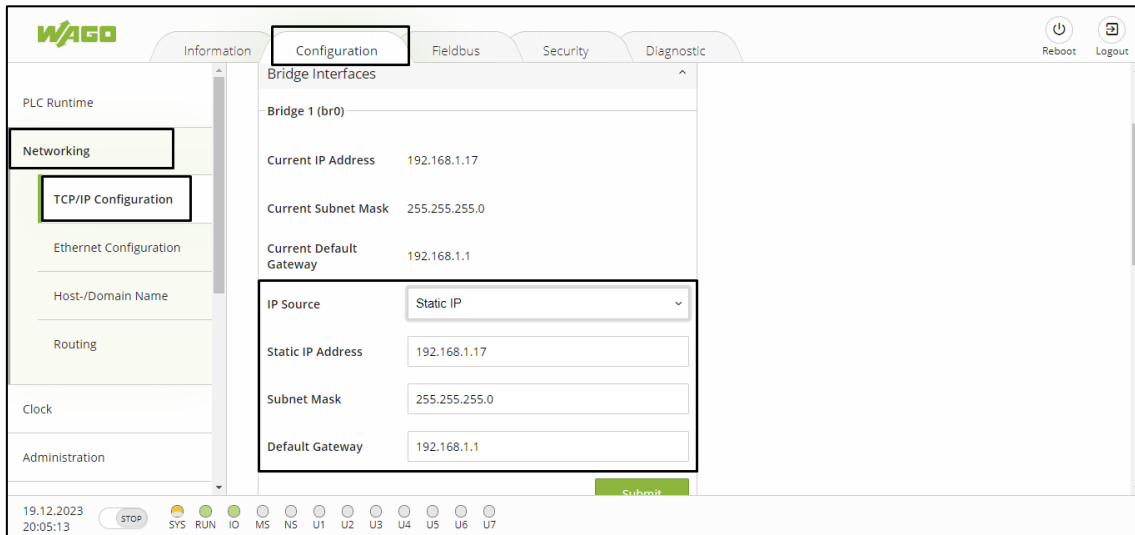 WAGO
Information Configuration Fieldbus Security Diagnostic
Reboot Logout
Bridge Interfaces
PLC Runtime
Networking
TCP/IP Configuration
Ethernet Configuration
Host-/Domain Name
Routing
Clock
Administration
Bridge 1 (br0)
Current IP Address 192.168.1.17
Current Subnet Mask 255.255.255.0
Current Default
Gateway
192.168.1.1
IP Source Static IP
Static IP Address 192.168.1.17
Subnet Mask 255.255.255.0
Default Gateway 192.168.1.1
Submit
19.12.2023
20:05:13
STOP
SYS RUN IO MS NS U1 U2 U3 U4 U5 U6 U7